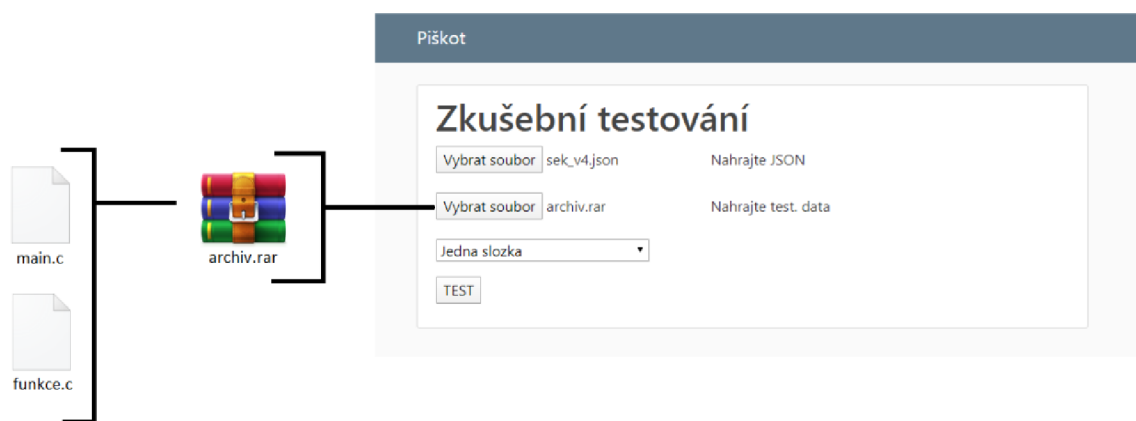 Piškot
Zkušební testování
Vybrat soubor sek_v4.json Nahrajte JSON
Vybrat soubor archiv.rar Nahrajte test. data
Jedna slozka
TEST
main.c
archiv.rar
funkce.c